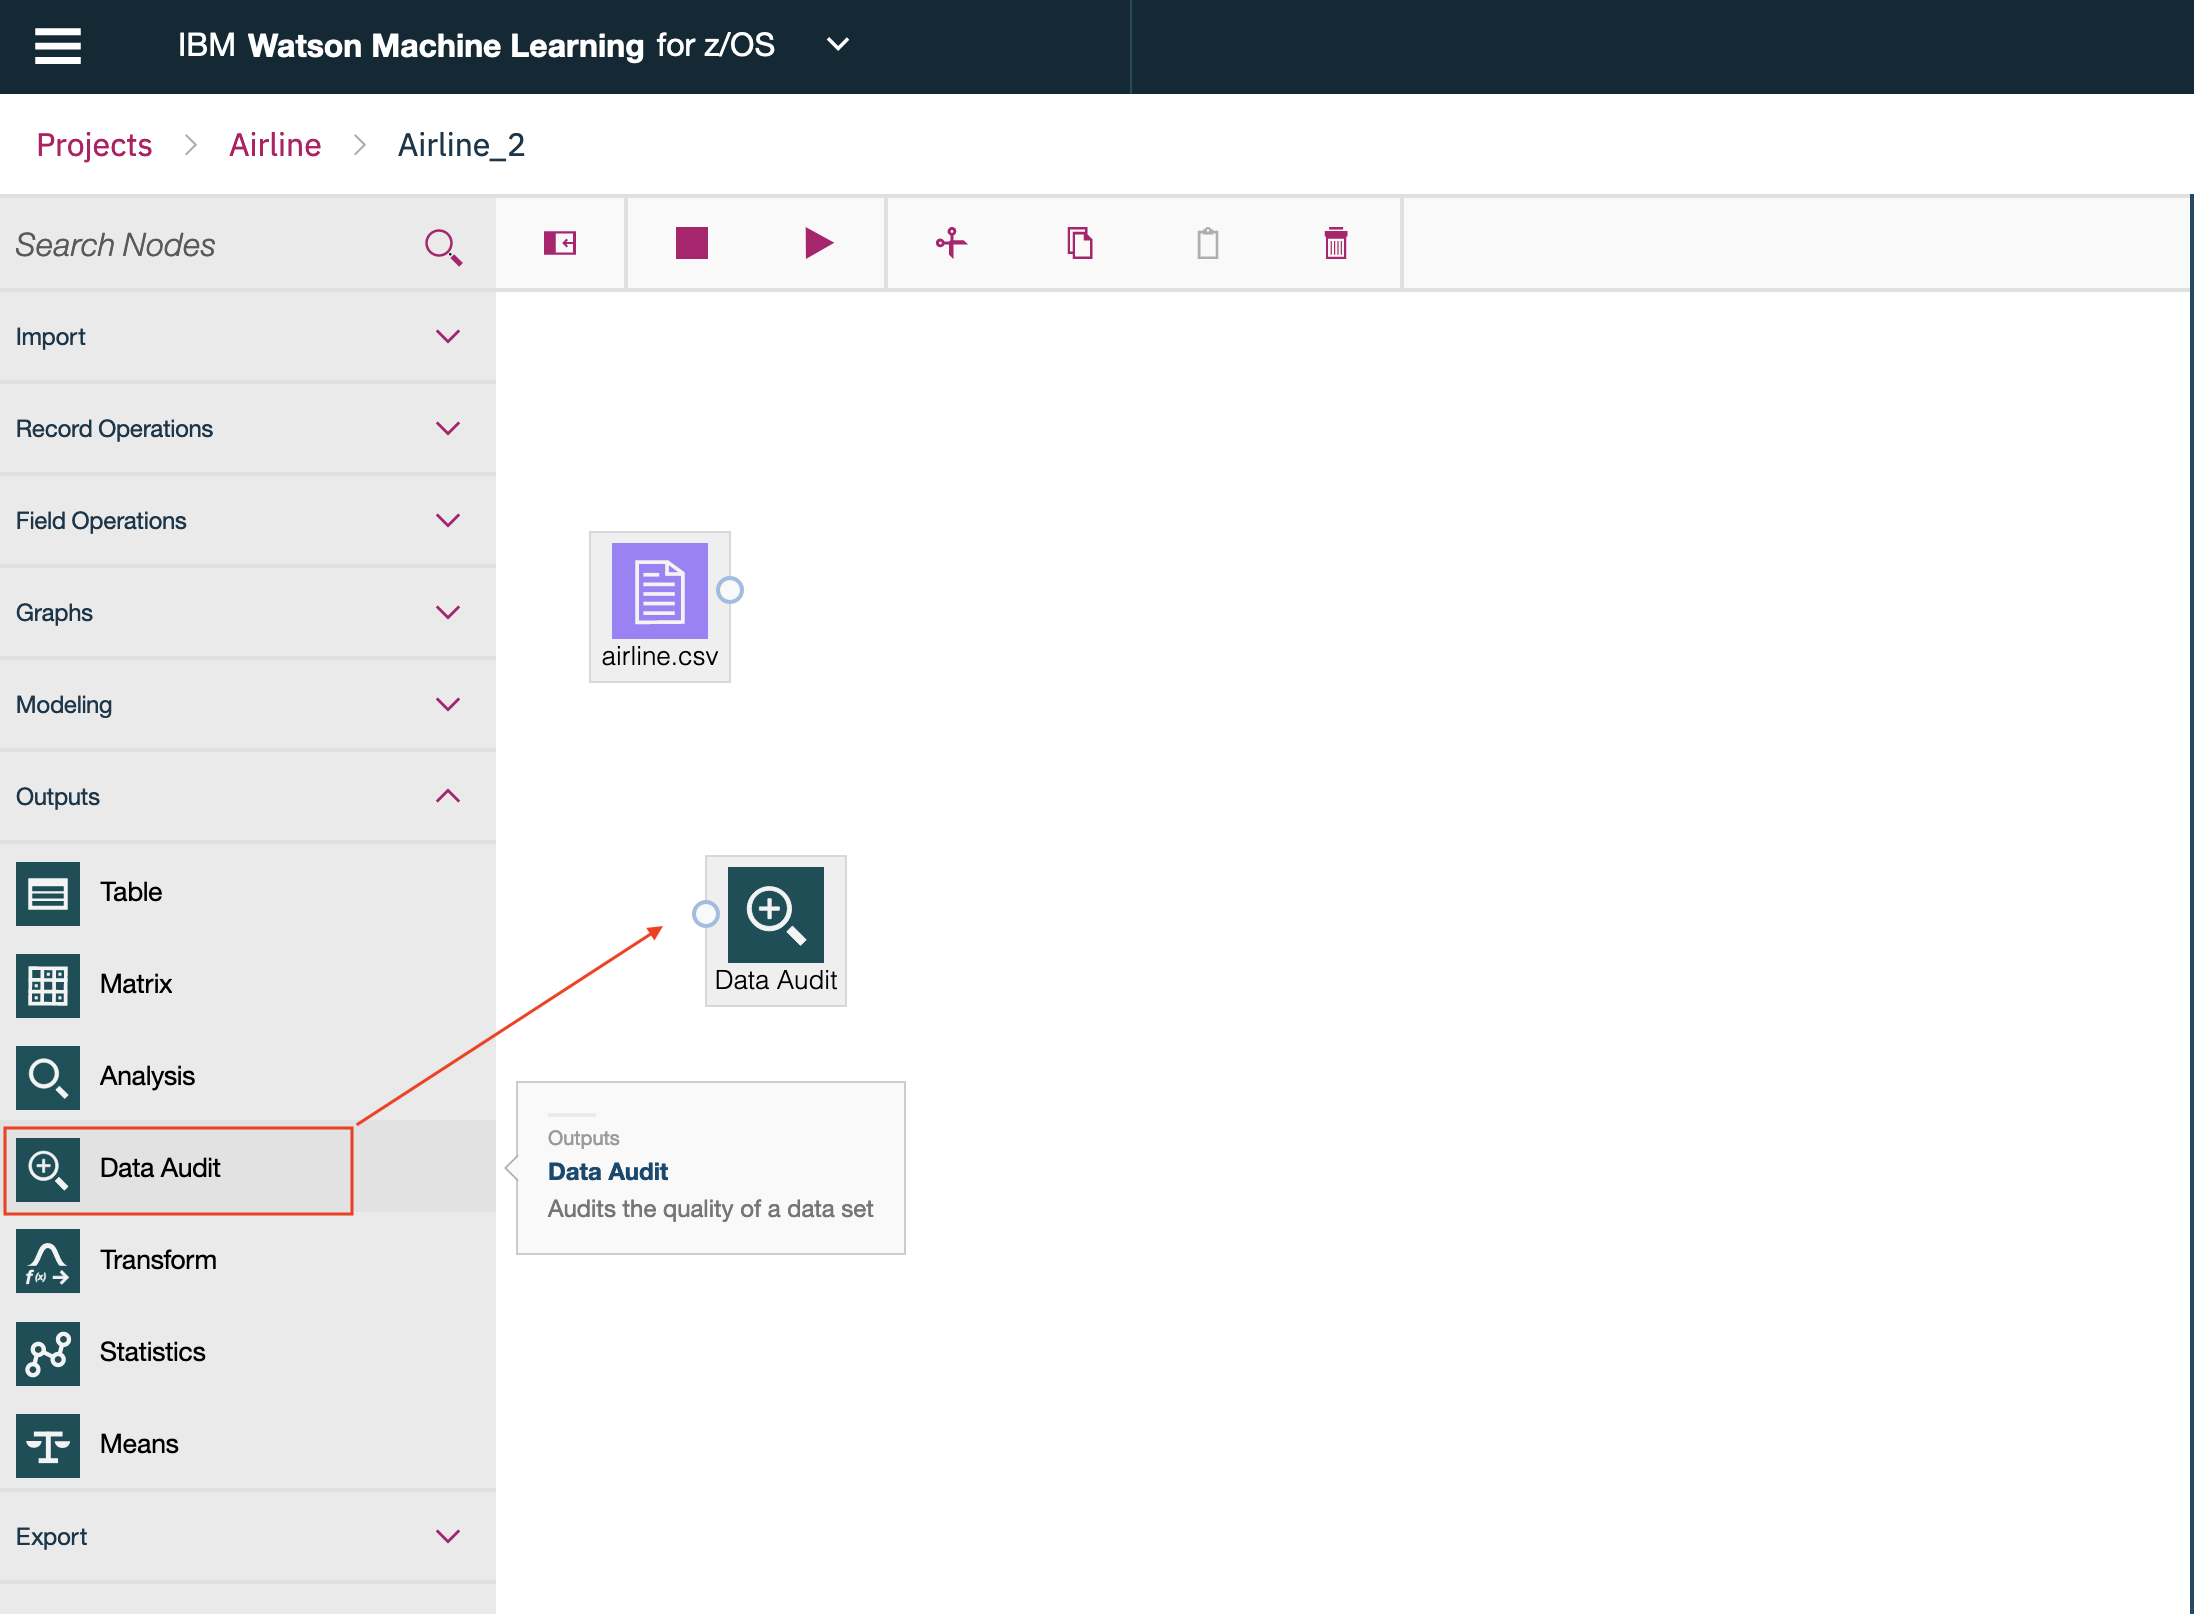 IBM Watson Machine Learning for z/OS
Projects > Airline > Airline_2
Search Nodes
Import
Record Operations
Field Operations
Graphs
Modeling
Outputs
Table
Matrix
Analysis
Data Audit
Transform
f(x)
Statistics
Means
Export
airline.csv
Data Audit
Outputs
Data Audit
Audits the quality of a data set